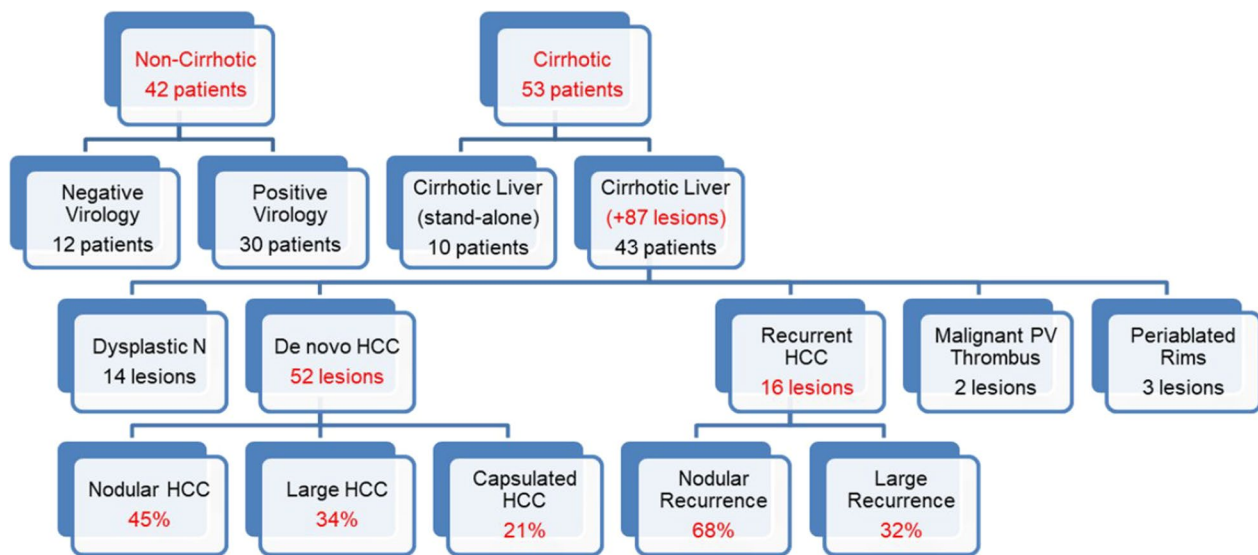 Non-Cirrhotic
42 patients
Cirrhotic
53 patients
Negative
Virology
12 patients
Positive
Virology
30 patients
Cirrhotic Liver
(stand-alone)
10 patients
Cirrhotic Liver
(+87 lesions)
43 patients
Dysplastic N
14 lesions
De novo HCC
52 lesions
Recurrent
HCC
16 lesions
Malignant PV
Thrombus
2 lesions
Periablated
Rims
3 lesions
Nodular HCC
45%
Large HCC
34%
Capsulated
HCC
21%
Nodular
Recurrence
68%
Large
Recurrence
32%